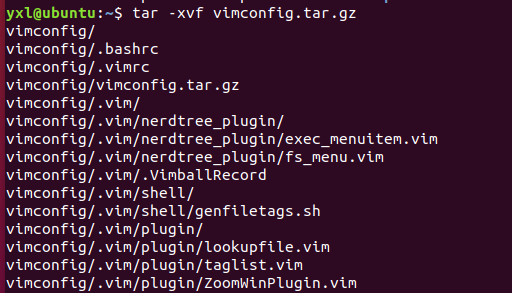 yxl@ubuntu:~$ tar -xvf vimconfig.tar.gz
vimconfig/
vimconfig/.bashrc
vimconfig/.vimrc
vimconfig/vimconfig.tar.gz
vimconfig/.vim/
vimconfig/.vim/nerdtree_plugin/
vimconfig/.vim/nerdtree_plugin/exec_menuitem.vim
vimconfig/.vim/nerdtree_plugin/fs_menu.vim
vimconfig/.vim/.VimballRecord
vimconfig/.vim/shell/
vimconfig/.vim/shell/genfiletags.sh
vimconfig/.vim/plugin/
vimconfig/.vim/plugin/lookupfile.vim
vimconfig/.vim/plugin/taglist.vim
vimconfig/.vim/plugin/ZoomWinPlugin.vim